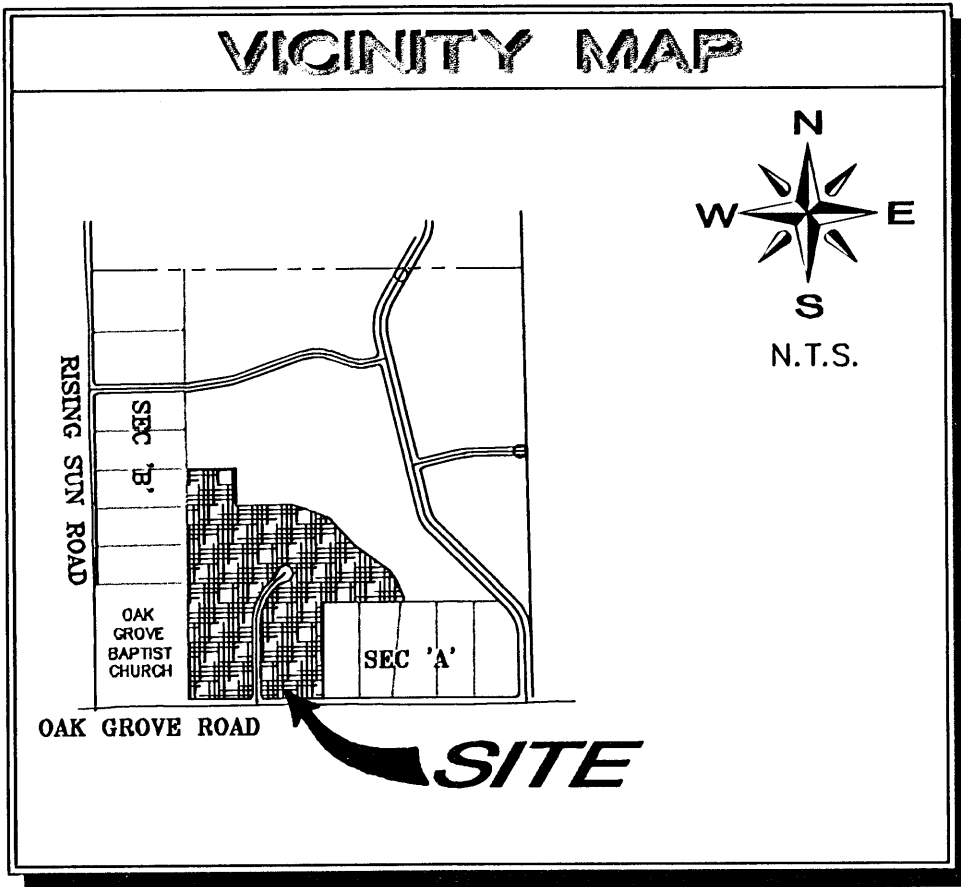 VICINITY MAP
N
W E
S
N.T.S.
RISING SUN ROAD
SEC 'B'
OAK
GROVE
BAPTIST
CHURCH
SEC 'A'
OAK GROVE ROAD
SITE